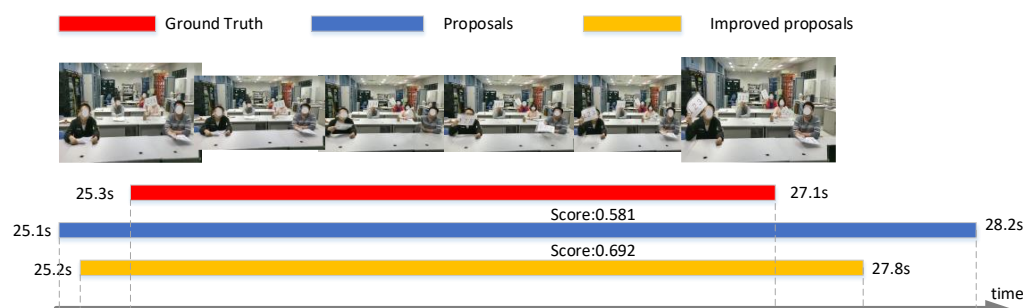 Ground Truth
Proposals
Improved proposals
25.3s
27.1s
Score:0.581
25.1s
28.2s
Score:0.692
25.2s
27.8s
time